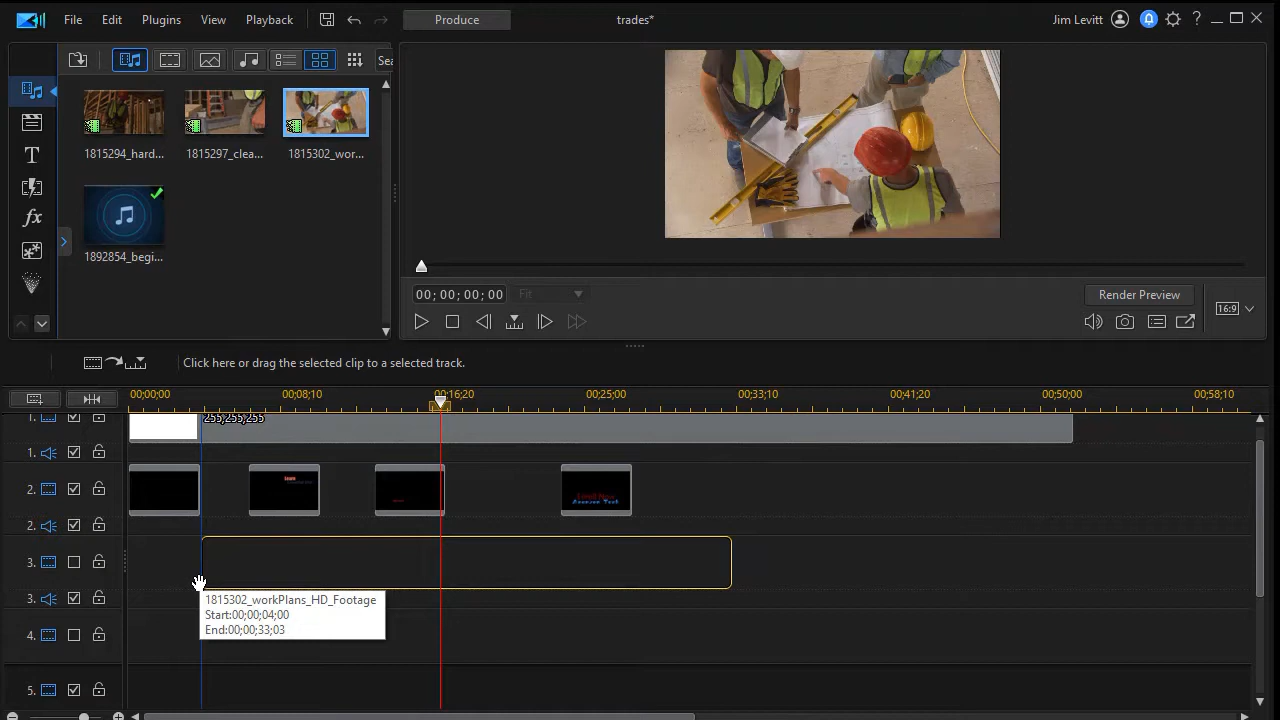 File Edit Plugins View Playback Produce trades* Jim Levitt ?
Sea
1815294_hard... 1815297_clea... 1815302_wor...
fx
1892854_begi...
00; 00; 00; 00 Fit Render Preview 16:9
Click here or drag the selected clip to a selected track.
00;00;00 00;08;10 00;16;20 00;25;00 00;33;10 00;41;20 00;50;00 00;58;10
1. 255,255,255
1.
2.
2.
3.
3.
1815302_workPlans_HD_Footage
Start:00;00;04;00
End:00;00;33;03
4.
5.